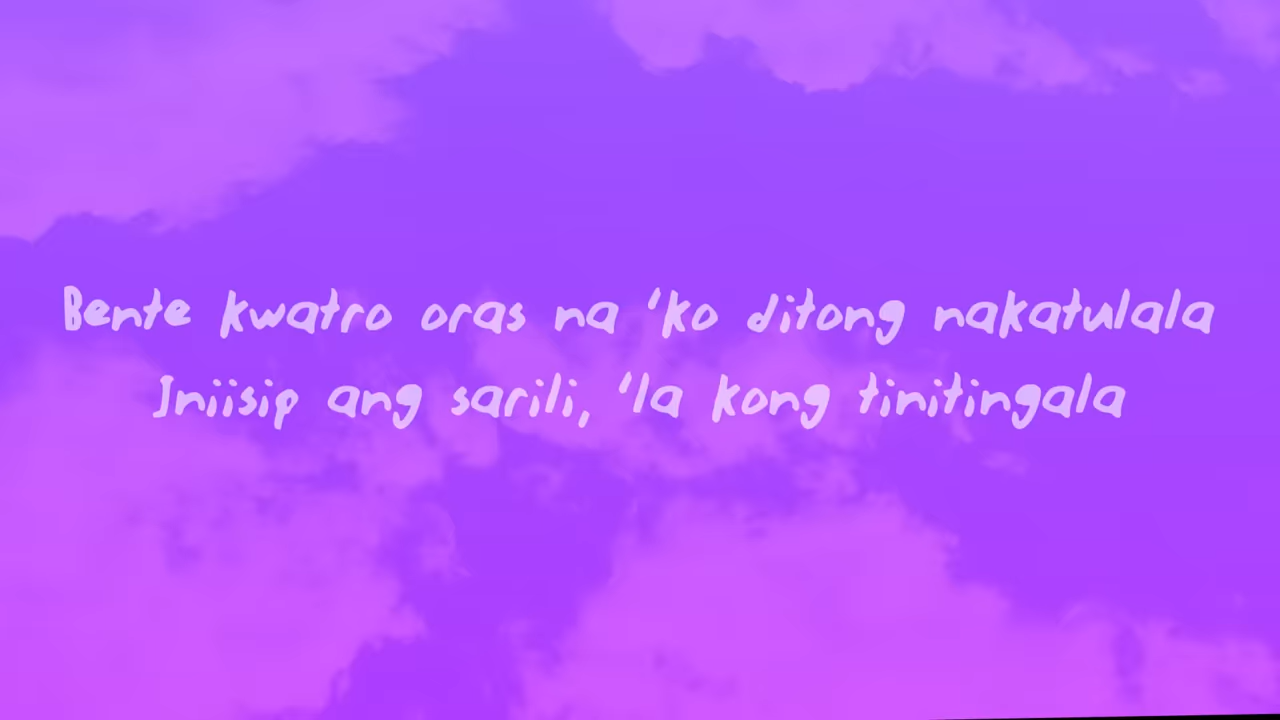 Bente kwatro oras na 'ko ditong nakatulala
Iniisip ang sarili, 'la kong tinitingala